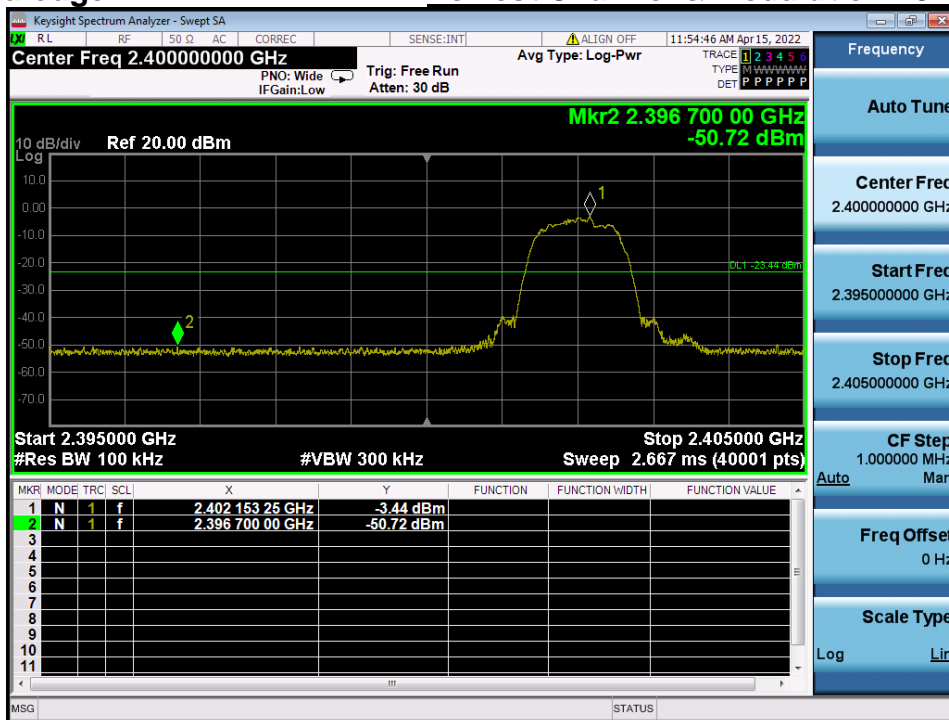 Keysight Spectrum Analyzer - Swept SA
LXI RL RF 50 Ω AC CORREC SENSE:INT ALIGN OFF 11:54:46 AM Apr 15, 2022
Center Freq 2.400000000 GHz
PNO: Wide
IFGain:Low
Trig: Free Run
Atten: 30 dB
Avg Type: Log-Pwr
TRACE 1 2 3 4 5 6
TYPE M W W W W W
DET P P P P P P
Mkr2 2.396 700 00 GHz
-50.72 dBm
10 dB/div Ref 20.00 dBm
Log
10.0
0.00
-10.0
-20.0
-30.0
-40.0
-50.0
-60.0
-70.0
1
2
DL1 -23.44 dBm
Start 2.395000 GHz Stop 2.405000 GHz
#Res BW 100 kHz #VBW 300 kHz Sweep 2.667 ms (40001 pts)
MKR MODE TRC SCL X Y FUNCTION FUNCTION WIDTH FUNCTION VALUE
1 N 1 f 2.402 153 25 GHz -3.44 dBm
2 N 1 f 2.396 700 00 GHz -50.72 dBm
3
4
5
6
7
8
9
10
11
MSG STATUS
Frequency
Auto Tune
Center Freq
2.400000000 GHz
Start Freq
2.395000000 GHz
Stop Freq
2.405000000 GHz
CF Step
1.000000 MHz
Auto Man
Freq Offset
0 Hz
Scale Type
Log Lin